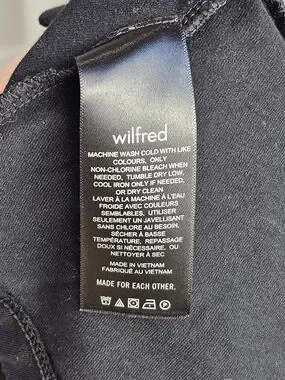 wilfred
MACHINE WASH COLD WITH LIKE
COLOURS, ONLY
NON-CHLORINE BLEACH WHEN
NEEDED, TUMBLE DRY LOW,
COOL IRON ONLY IF NEEDED,
OR DRY CLEAN
LAVER À LA MACHINE À L'EAU
FROIDE AVEC COULEURS
SEMBLABLES, UTILISER
SEULEMENT UN JAVELLISANT
SANS CHLORE AU BESOIN,
SÉCHER À BASSE
TEMPÉRATURE, REPASSAGE
DOUX SI NÉCESSAIRE, OU
NETTOYER À SEC
MADE IN VIETNAM
FABRIQUÉ AU VIETNAM
MADE FOR EACH OTHER.